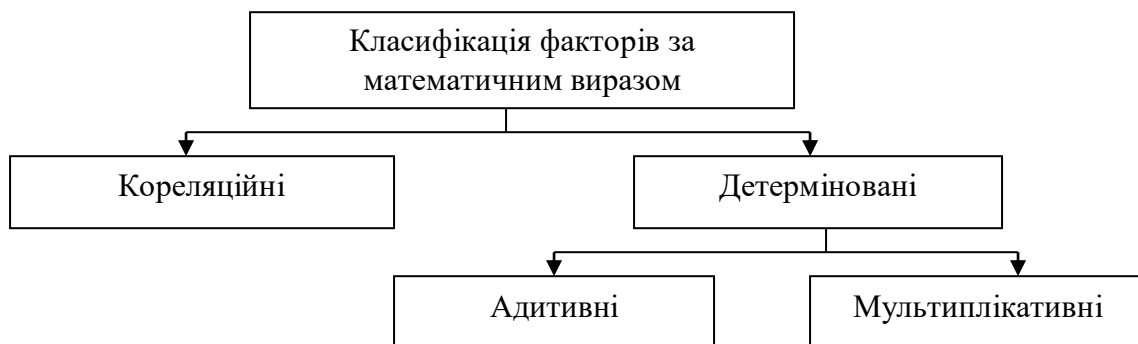 Класифікація факторів за
математичним виразом
Кореляційні
Детерміновані
Адитивні
Мультиплікативні